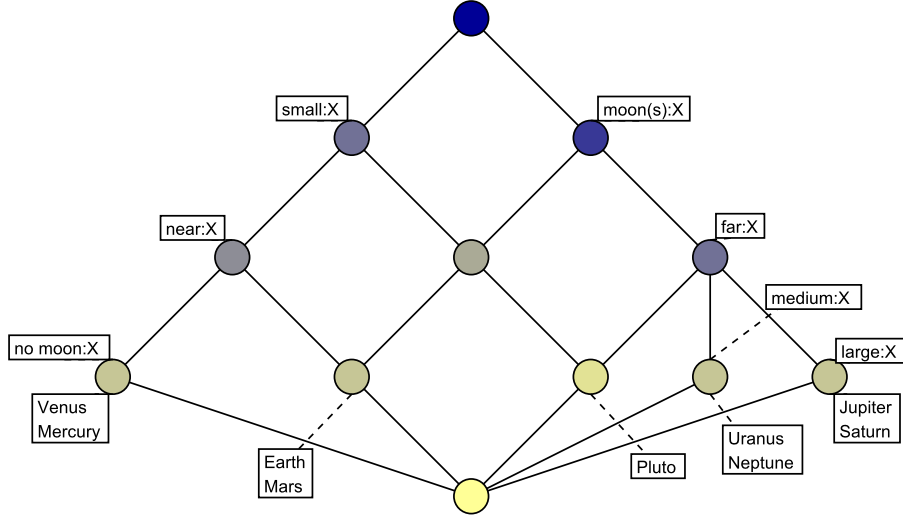 small:X
moon(s):X
near:X
far:X
medium:X
no moon:X
large:X
Venus
Mercury
Jupiter
Saturn
Uranus
Neptune
Earth
Mars
Pluto